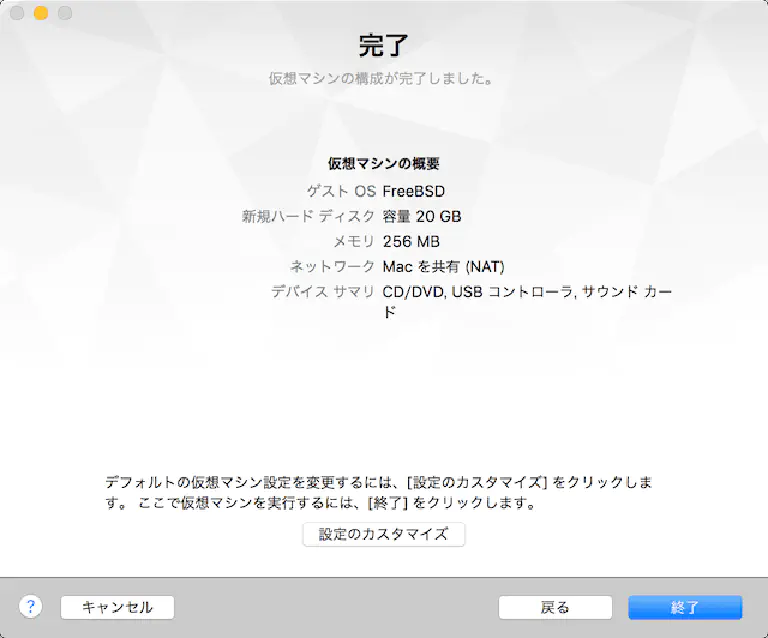 完了
仮想マシンの構成が完了しました。
仮想マシンの概要
ゲスト OS FreeBSD
新規ハード ディスク 容量 20 GB
メモリ 256 MB
ネットワーク Mac を共有 (NAT)
デバイス サマリ CD/DVD, USB コントローラ, サウンド カー
ド
デフォルトの仮想マシン設定を変更するには、[設定のカスタマイズ] をクリックしま
す。 ここで仮想マシンを実行するには、[終了] をクリックします。
設定のカスタマイズ
? キャンセル 戻る 終了